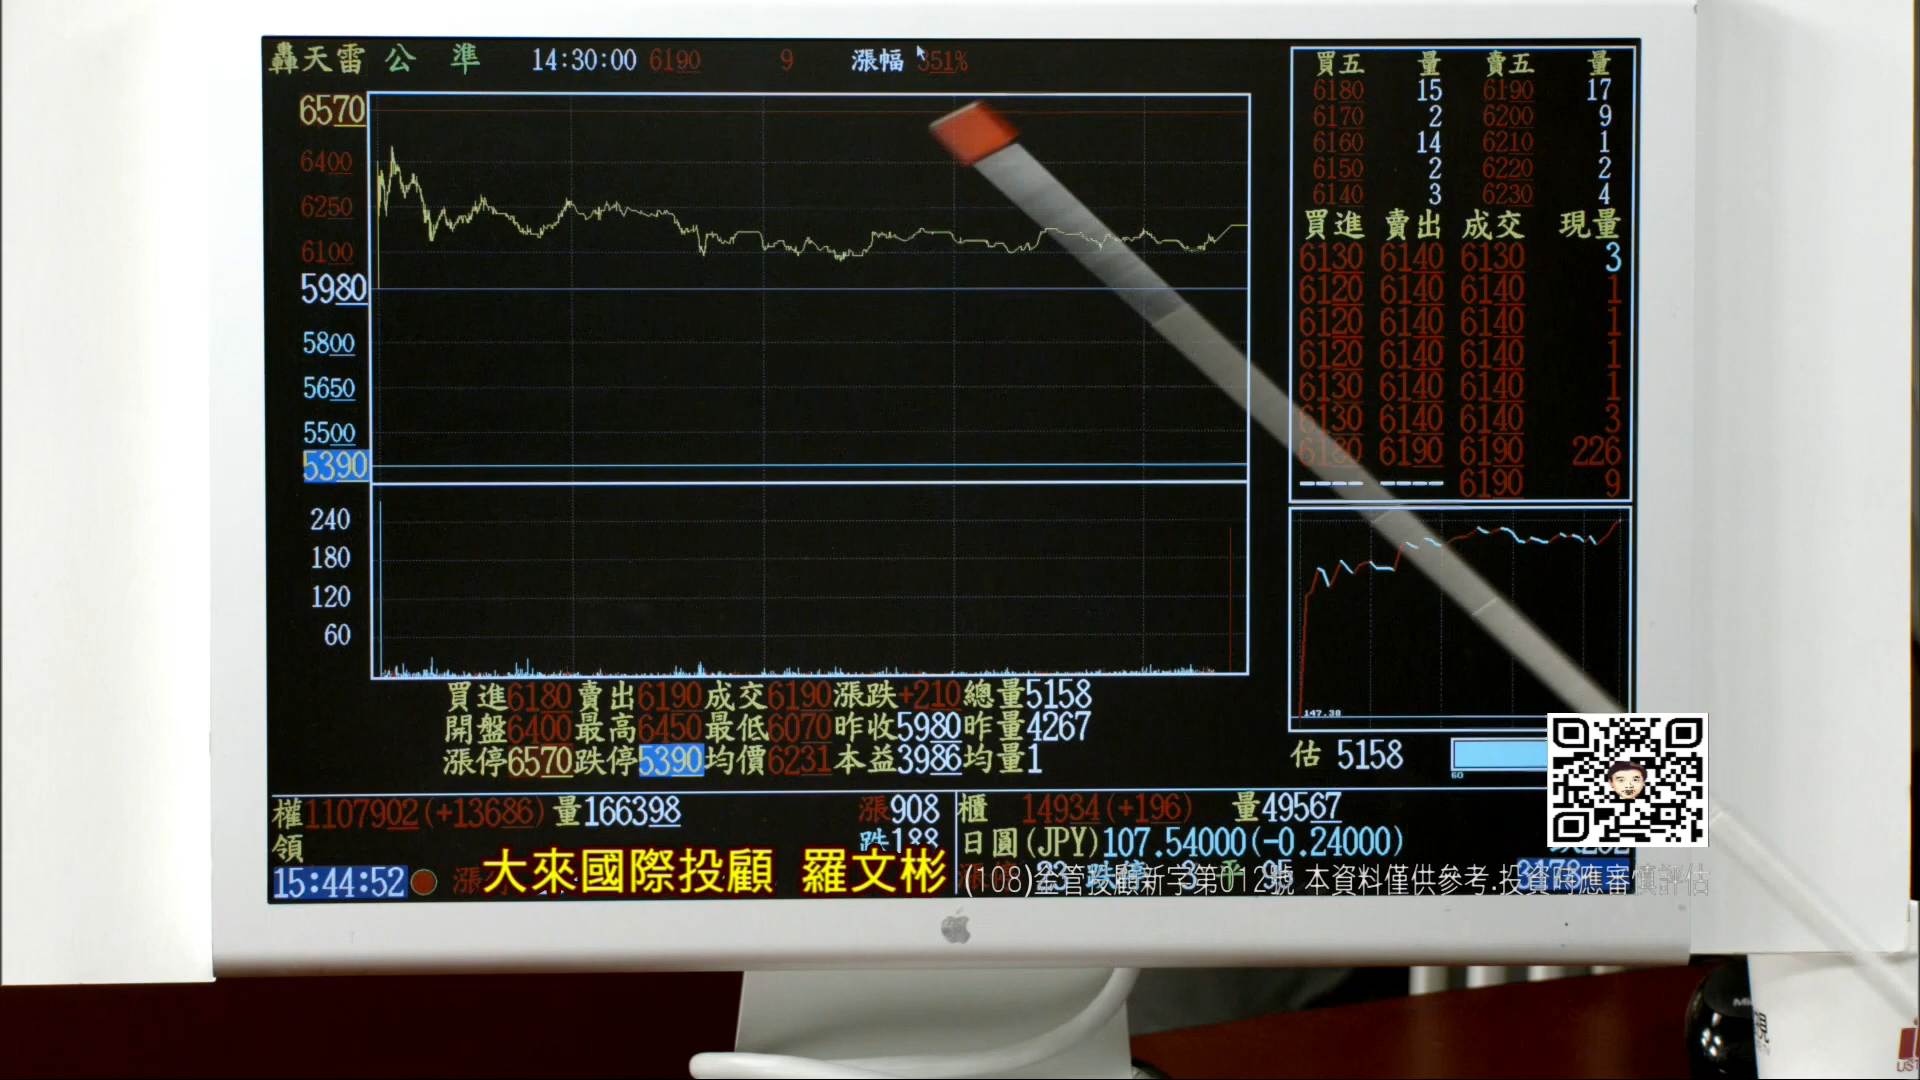 轟天雷 公 準 14:30:00 6190 9 漲幅 351%
6570
6400
6250
6100
5980
5800
5650
5500
5390
240
180
120
60
買五 量 賣五 量
6180 15 6190 17
6170 2 6200 9
6160 14 6210 1
6150 2 6220 2
6140 3 6230 4
買進 賣出 成交 現量
6130 6140 6130 3
6120 6140 6140 1
6120 6140 6140 1
6120 6140 6140 1
6130 6140 6140 1
6130 6140 6140 3
6180 6190 6190 226
---- ---- 6190 9
147.38
買進6180賣出6190成交6190漲跌+210總量5158
開盤6400最高6450最低6070昨收5980昨量4267
漲停6570跌停5390均價6231本益3986均量1
估 5158
60
權1107902(+13686)量166398 漲908 櫃 14934(+196) 量49567
領 跌188 日圓(JPY)107.54000(-0.24000)
15:44:52
大來國際投顧 羅文彬
(108)金管投顧新字第012號 本資料僅供參考.投資時應審慎評估